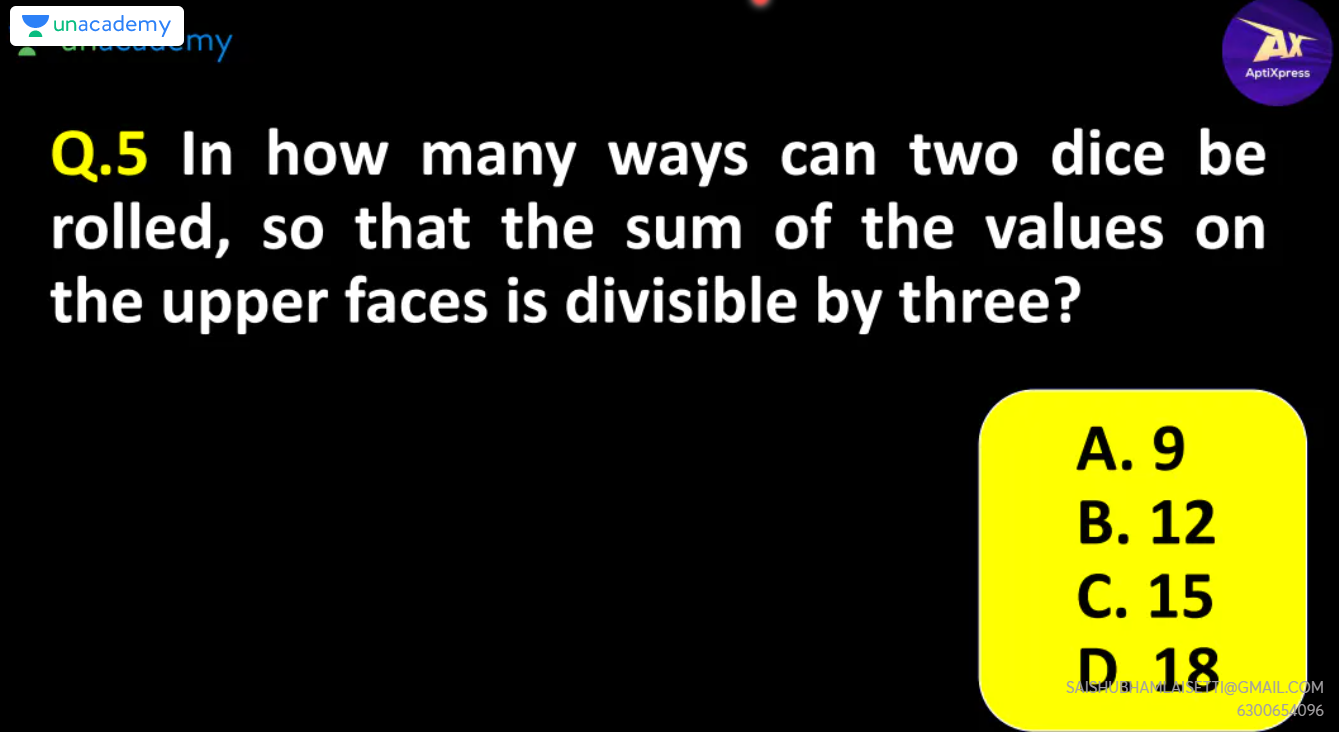 unacademy
unacademy
AX
AptiXpress
Q.5 In how many ways can two dice be
rolled, so that the sum of the values on
the upper faces is divisible by three?
A. 9
B. 12
C. 15
D. 18
SAISHUBHAMLAISETTI@GMAIL.COM
6300654096